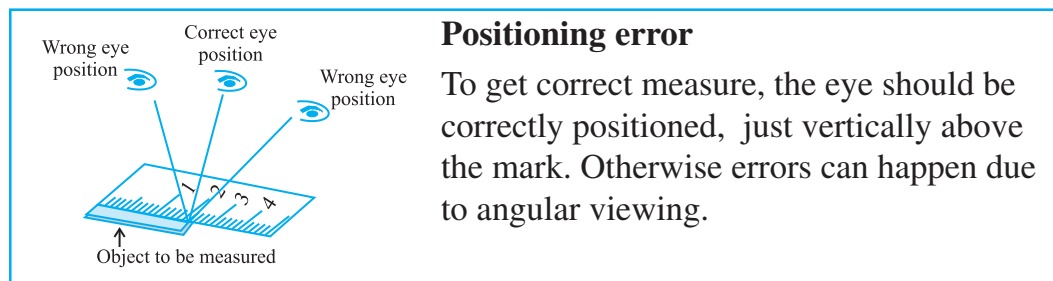 Wrong eye
position
Correct eye
position
Wrong eye
position
1
2
3
4
Object to be measured
Positioning error
To get correct measure, the eye should be
correctly positioned, just vertically above
the mark. Otherwise errors can happen due
to angular viewing.